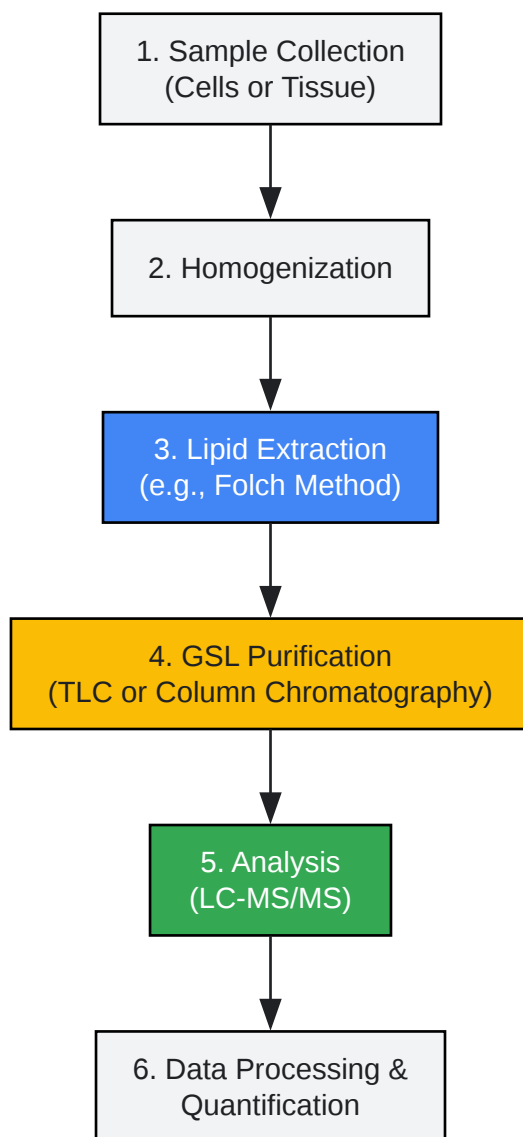 1. Sample Collection
(Cells or Tissue)
2. Homogenization
3. Lipid Extraction
(e.g., Folch Method)
4. GSL Purification
(TLC or Column Chromatography)
5. Analysis
(LC-MS/MS)
6. Data Processing &
Quantification